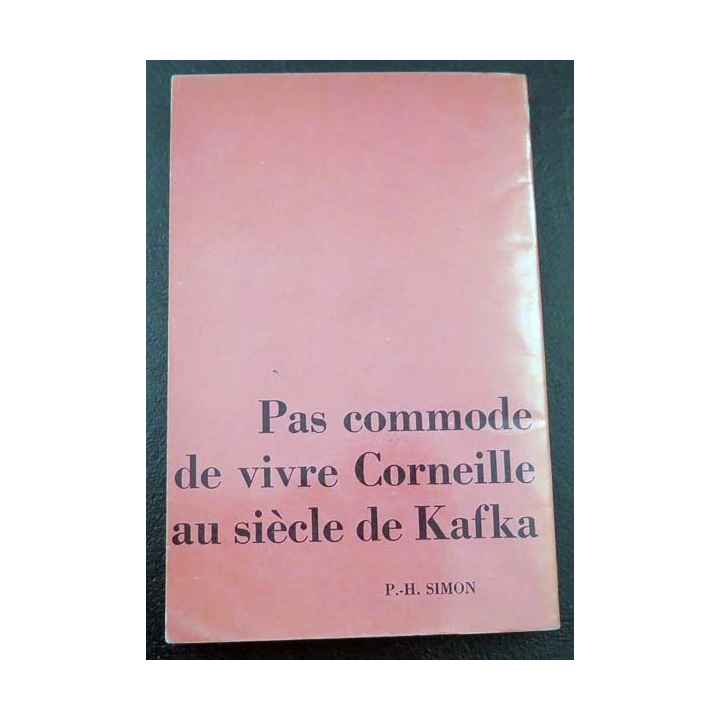 Pas commode
de vivre Corneille
au siècle de Kafka
P.-H. SIMON